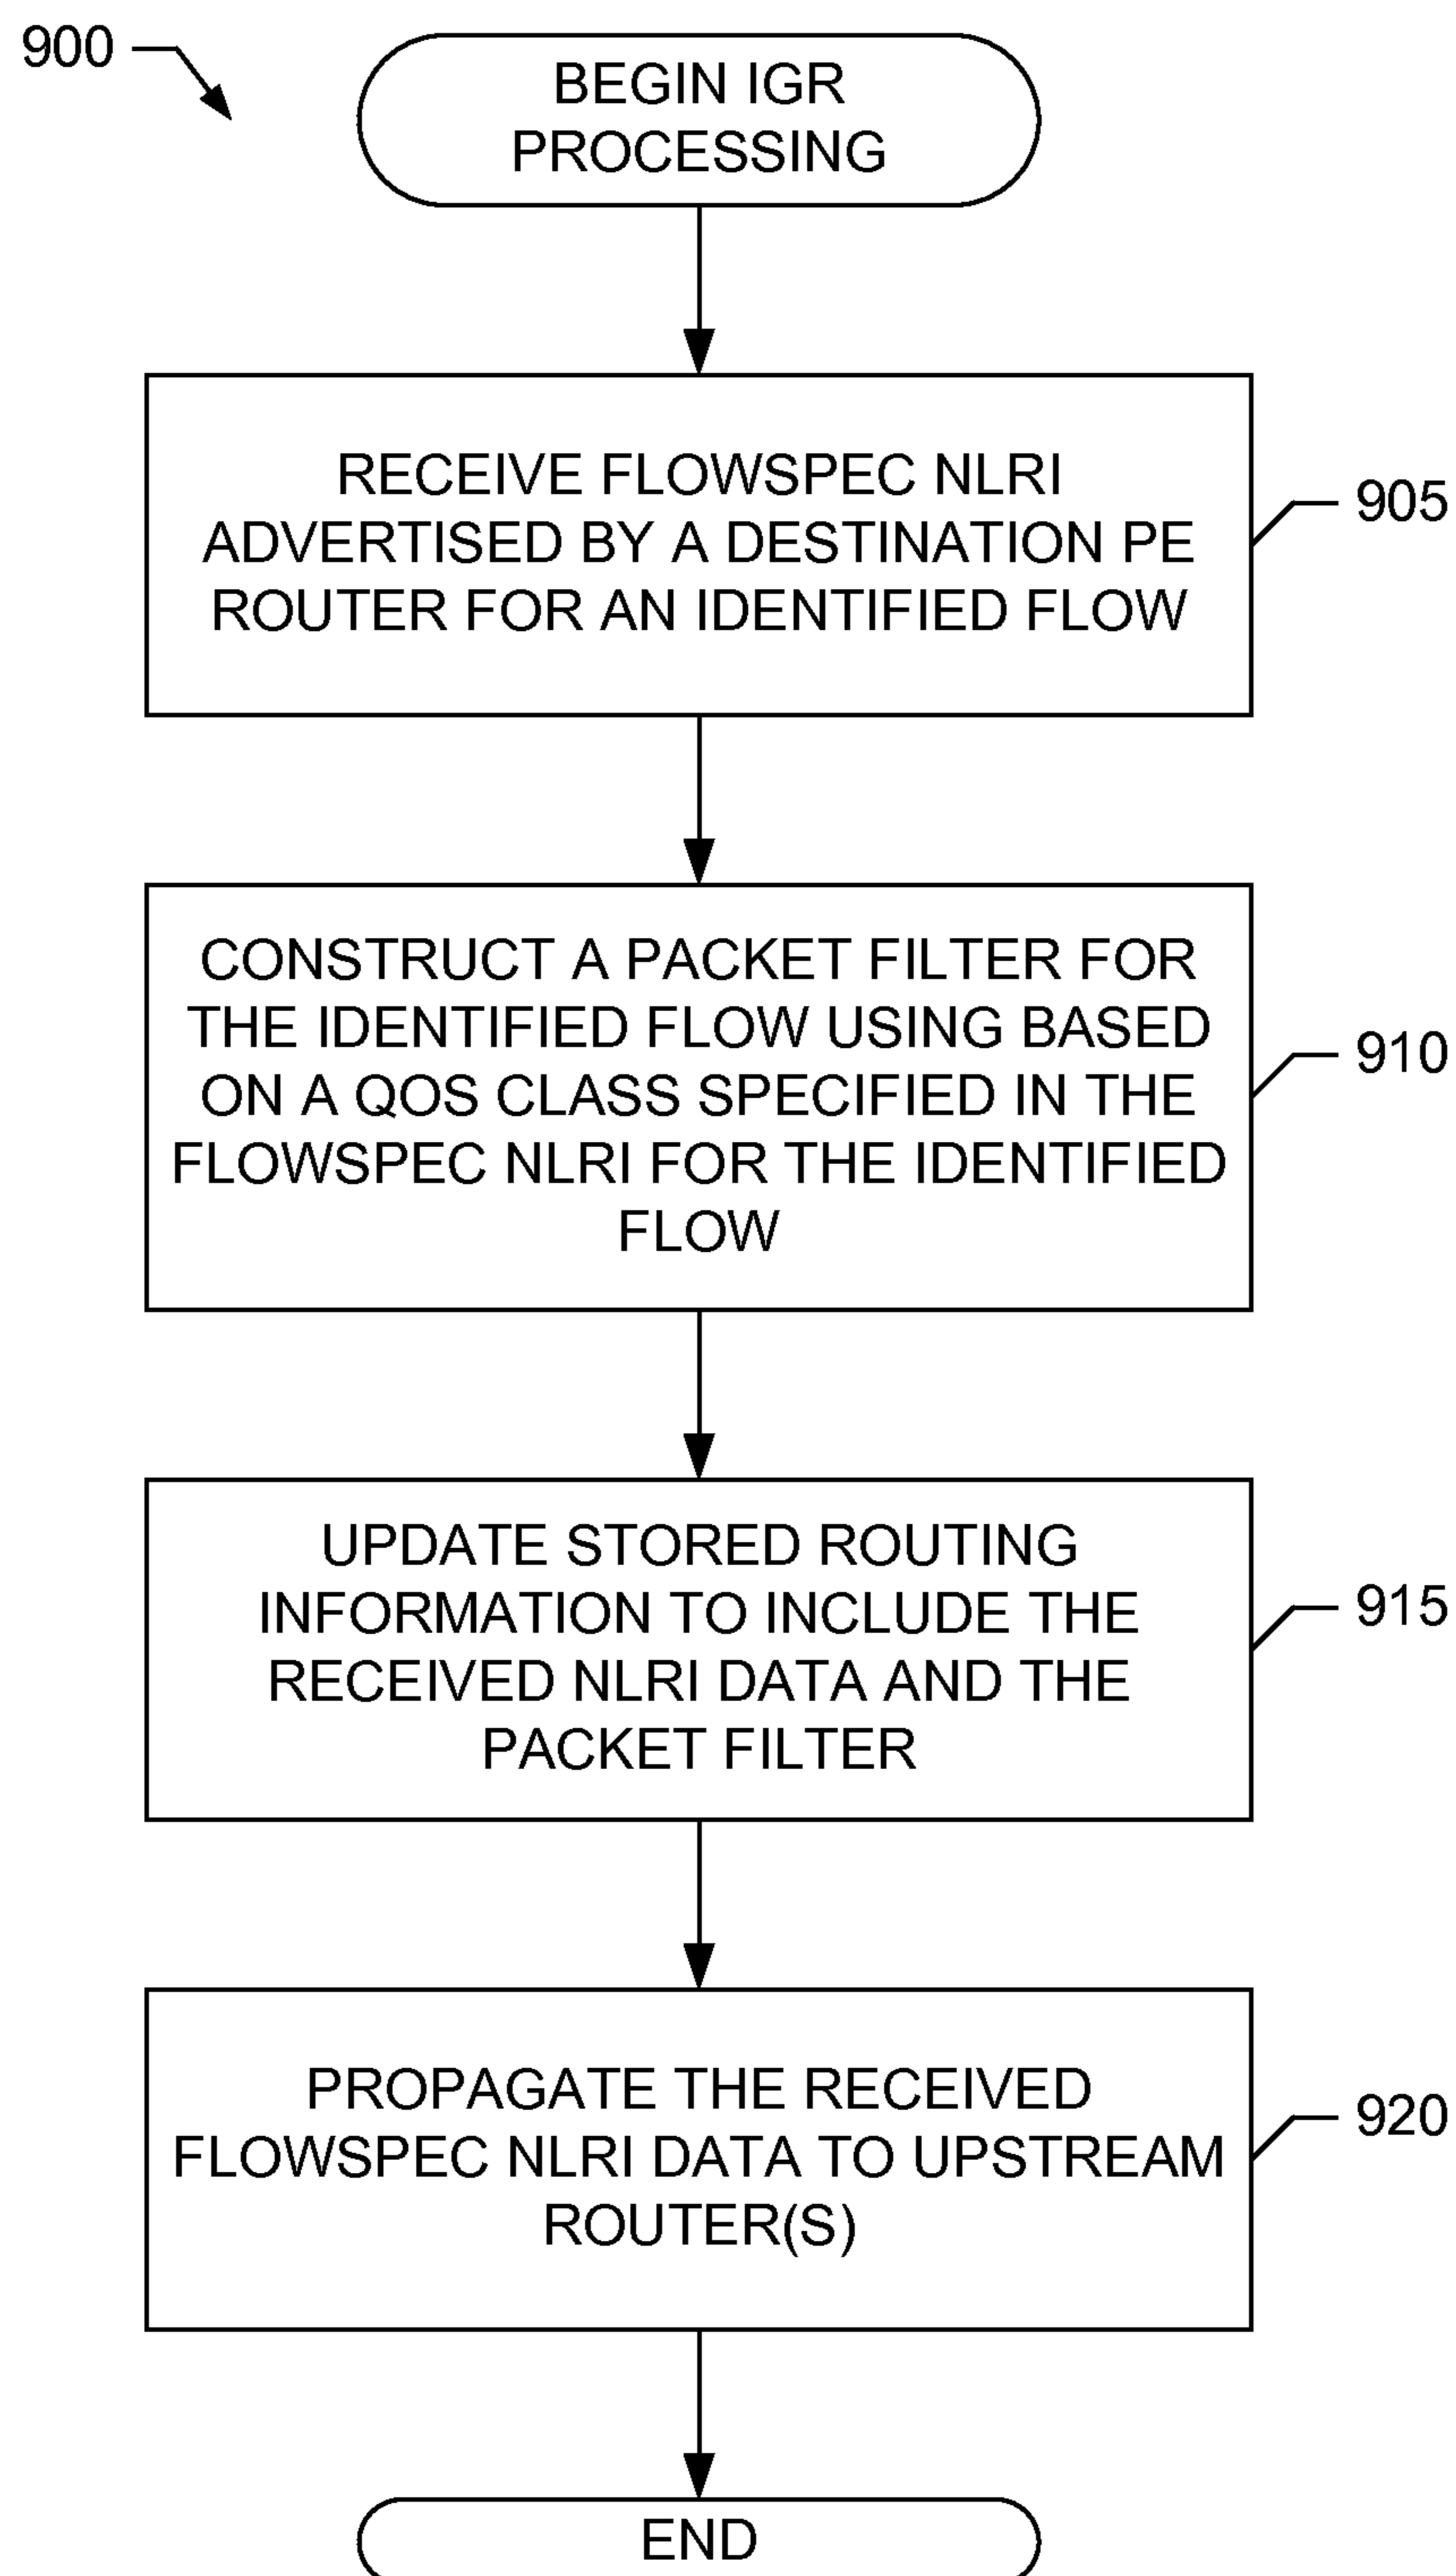 900
BEGIN IGR
PROCESSING
RECEIVE FLOWSPEC NLRI
ADVERTISED BY A DESTINATION PE
ROUTER FOR AN IDENTIFIED FLOW
905
CONSTRUCT A PACKET FILTER FOR
THE IDENTIFIED FLOW USING BASED
ON A QOS CLASS SPECIFIED IN THE
FLOWSPEC NLRI FOR THE IDENTIFIED
FLOW
910
UPDATE STORED ROUTING
INFORMATION TO INCLUDE THE
RECEIVED NLRI DATA AND THE
PACKET FILTER
915
PROPAGATE THE RECEIVED
FLOWSPEC NLRI DATA TO UPSTREAM
ROUTER(S)
920
END